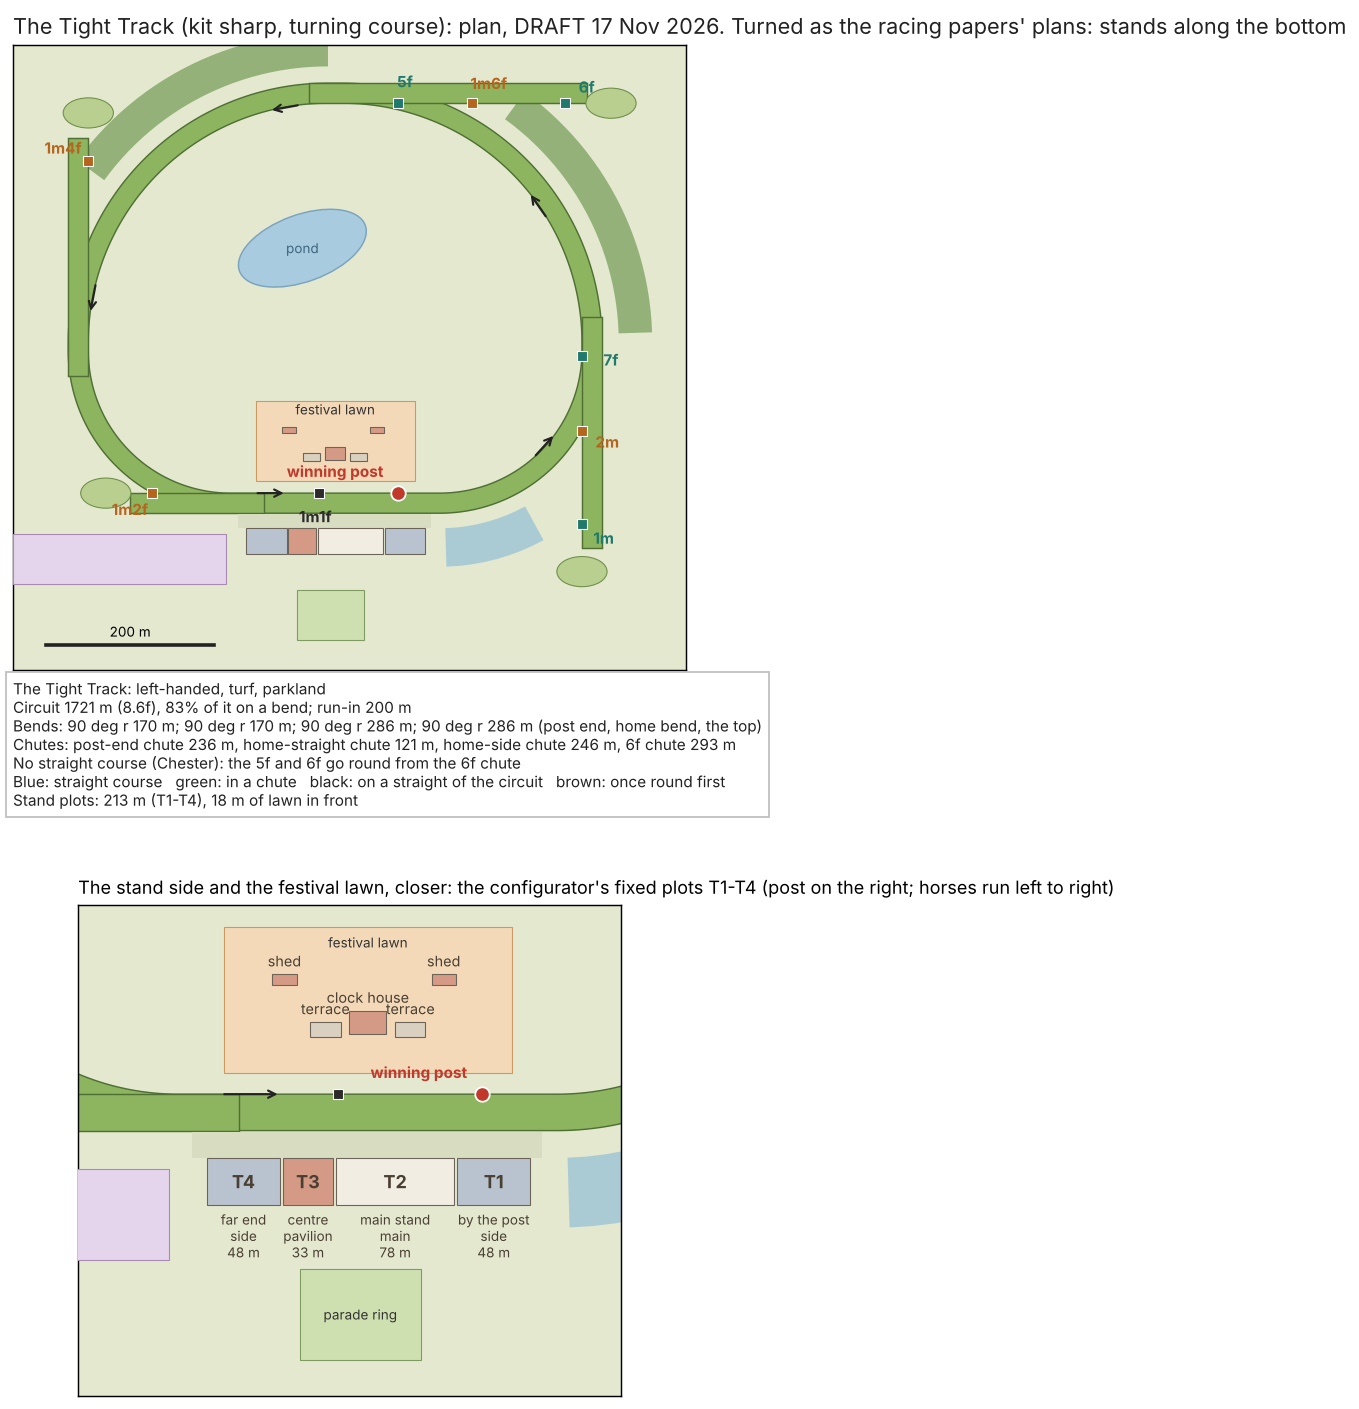 The Tight Track (kit sharp, turning course): plan, DRAFT 17 Nov 2026. Turned as the racing papers' plans: stands along the bottom
5f
1m6f
6f
1m4f
pond
7f
festival lawn
2m
winning post
1m2f
1m1f
1m
200 m
The Tight Track: left-handed, turf, parkland
Circuit 1721 m (8.6f), 83% of it on a bend; run-in 200 m
Bends: 90 deg r 170 m; 90 deg r 170 m; 90 deg r 286 m; 90 deg r 286 m (post end, home bend, the top)
Chutes: post-end chute 236 m, home-straight chute 121 m, home-side chute 246 m, 6f chute 293 m
No straight course (Chester): the 5f and 6f go round from the 6f chute
Blue: straight course   green: in a chute   black: on a straight of the circuit   brown: once round first
Stand plots: 213 m (T1-T4), 18 m of lawn in front
The stand side and the festival lawn, closer: the configurator's fixed plots T1-T4 (post on the right; horses run left to right)
festival lawn
shed
shed
clock house
terrace
terrace
winning post
T4
T3
T2
T1
far end
side
48 m
centre
pavilion
33 m
main stand
main
78 m
by the post
side
48 m
parade ring